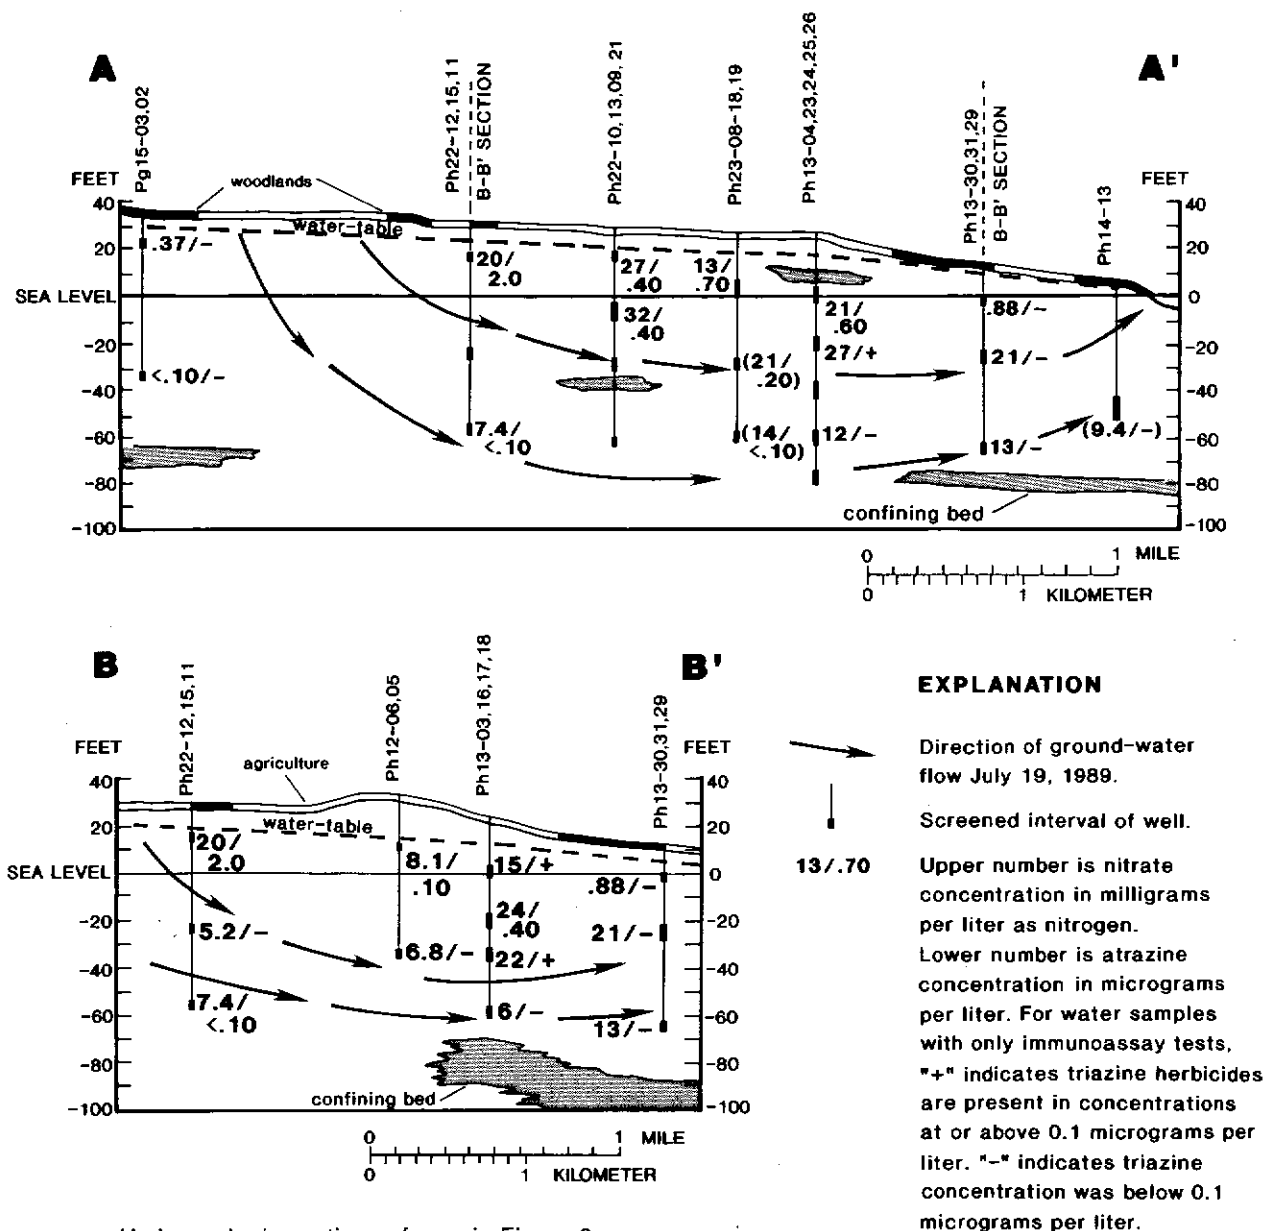 A
A'
Pg15-03,02
Ph22-12,15,11
B-B' SECTION
Ph22-10,13,09,21
Ph23-08-18,19
Ph13-04,23,24,25,26
Ph13-30,31,29
B-B' SECTION
Ph14-13
FEET
FEET
woodlands
water-table
40
20
SEA LEVEL
-20
-40
-60
-80
-100
40
20
0
-20
-40
-60
-80
-100
.37/-
<.10/-
20/
2.0
7.4/
<.10
27/
.40
32/
.40
13/
.70
(21/
.20)
(14/
<.10)
21/
.60
27/+
12/-
.88/-
21/-
13/-
(9.4/-)
confining bed
0 1 MILE
0 1 KILOMETER
B
B'
Ph22-12,15,11
Ph12-06,05
Ph13-03,16,17,18
Ph13-30,31,29
FEET
FEET
agriculture
water-table
40
20
SEA LEVEL
-20
-40
-60
-80
-100
40
20
0
-20
-40
-60
-80
-100
20/
2.0
5.2/-
7.4/
<.10
8.1/
.10
6.8/-
15/+
24/
.40
22/+
6/-
.88/-
21/-
13/-
confining bed
0 1 MILE
0 1 KILOMETER
EXPLANATION
Direction of ground-water
flow July 19, 1989.
Screened interval of well.
13/.70 Upper number is nitrate
concentration in milligrams
per liter as nitrogen.
Lower number is atrazine
concentration in micrograms
per liter. For water samples
with only immunoassay tests,
"+" indicates triazine herbicides
are present in concentrations
at or above 0.1 micrograms per
liter. "-" indicates triazine
concentration was below 0.1
micrograms per liter.